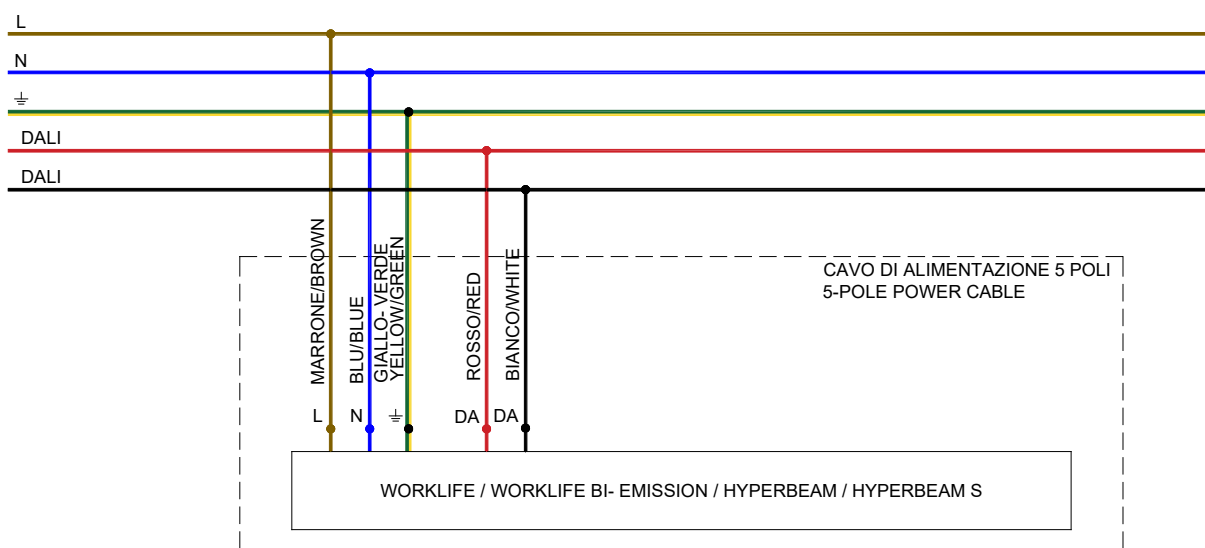 L
N
DALI
DALI
CAVO DI ALIMENTAZIONE 5 POLI
5-POLE POWER CABLE
MARRONE/BROWN
BLU/BLUE
GIALLO- VERDE
YELLOW/GREEN
ROSSO/RED
BIANCO/WHITE
L
N
DA
DA
WORKLIFE / WORKLIFE BI- EMISSION / HYPERBEAM / HYPERBEAM S